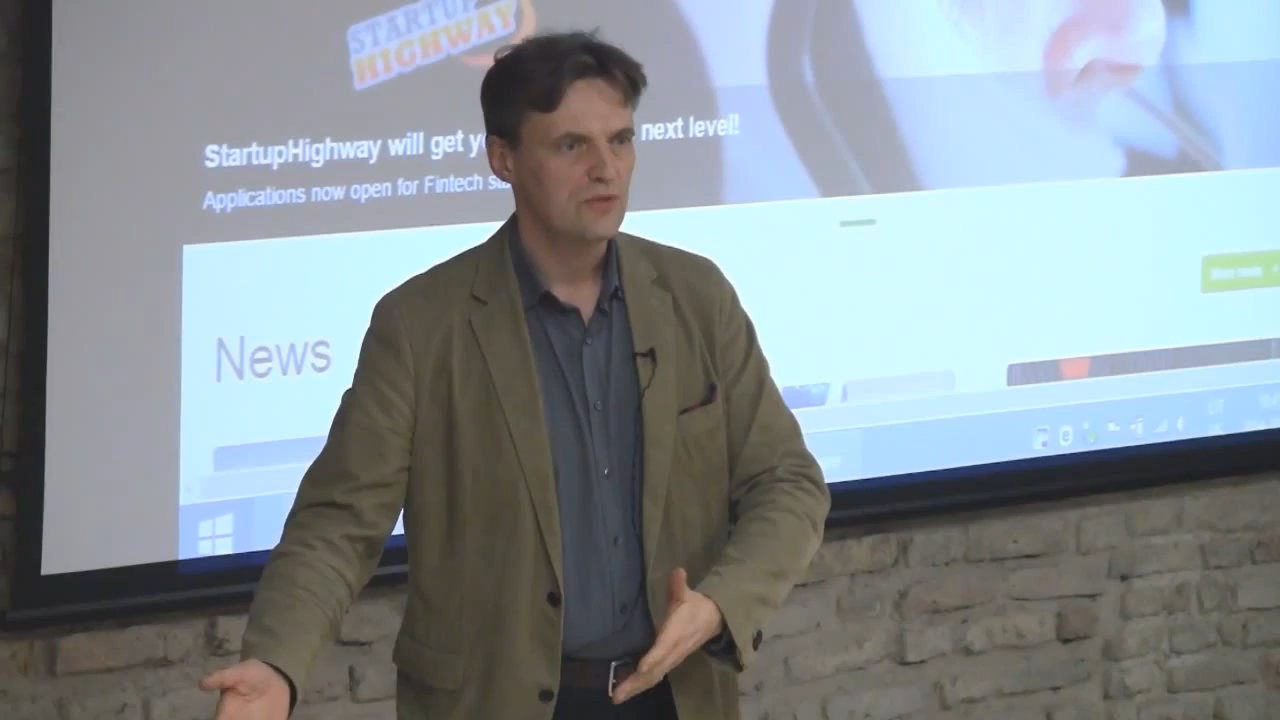 STARTUP
HIGHWAY
StartupHighway will get next level!
Applications now open for Fintech
News